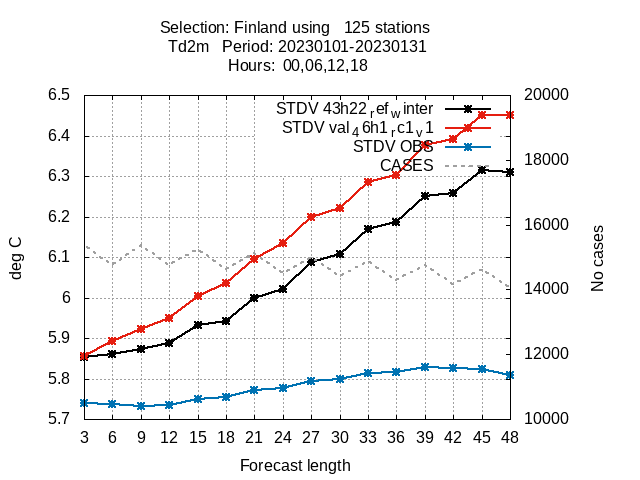 Selection: Finland using 125 stations
Td2m Period: 20230101-20230131
Hours: 00,06,12,18
6.5
6.4
6.3
6.2
6.1
6
5.9
5.8
5.7
deg C
STDV 43h22_ref_winter
STDV val_46h1_rc1_v1
STDV OBS
CASES
20000
18000
16000
14000
12000
10000
No cases
3 6 9 12 15 18 21 24 27 30 33 36 39 42 45 48
Forecast length